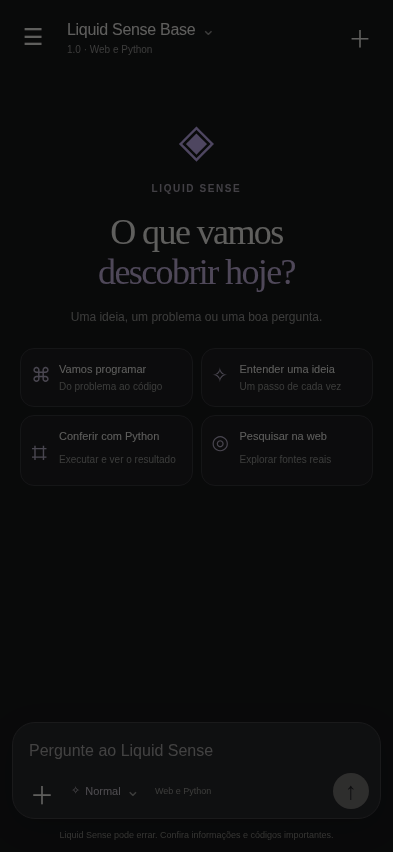 Liquid Sense Base
1.0 · Web e Python
LIQUID SENSE
O que vamos
descobrir hoje?
Uma ideia, um problema ou uma boa pergunta.
Vamos programar
Do problema ao código
Entender uma ideia
Um passo de cada vez
Conferir com Python
Executar e ver o resultado
Pesquisar na web
Explorar fontes reais
Pergunte ao Liquid Sense
Normal
Web e Python
Liquid Sense pode errar. Confira informações e códigos importantes.